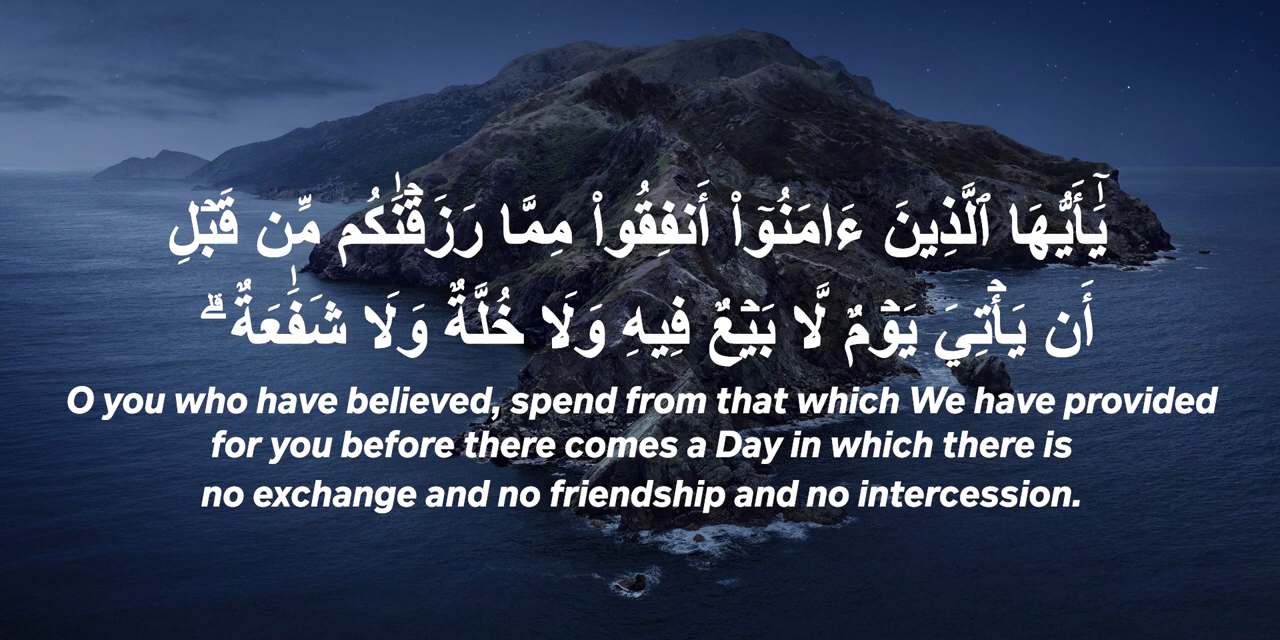 يَٰٓأَيُّهَا ٱلَّذِينَ ءَامَنُوٓا۟ أَنفِقُوا۟ مِمَّا رَزَقْنَٰكُم مِّن قَبْلِ
أَن يَأْتِيَ يَوْمٌ لَّا بَيْعٌ فِيهِ وَلَا خُلَّةٌ وَلَا شَفَٰعَةٌ ۗ
O you who have believed, spend from that which We have provided
for you before there comes a Day in which there is
no exchange and no friendship and no intercession.